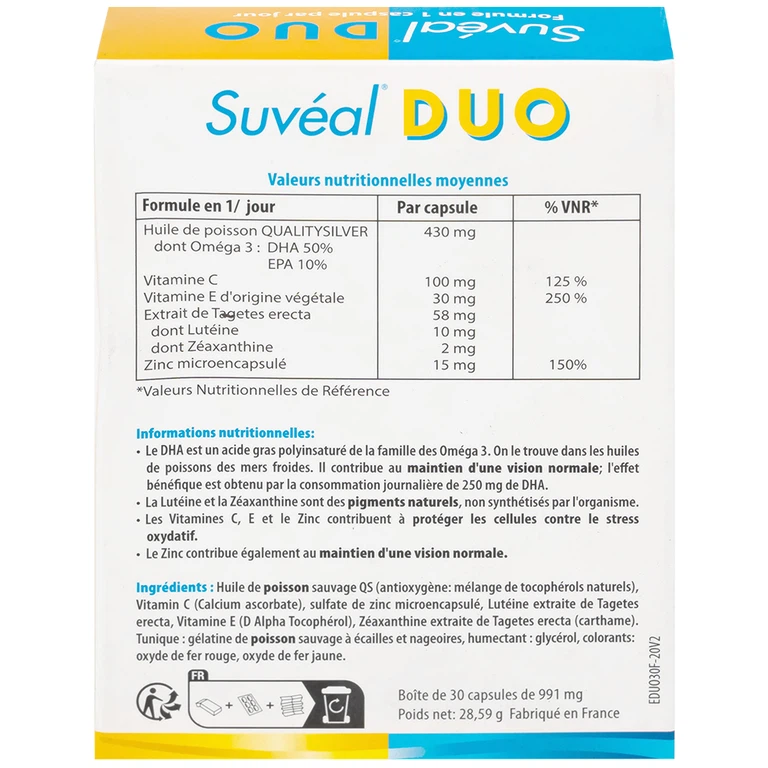 Formule en 1 caspule par jour
Suvéal® DUO
Suvéal® DUO
Valeurs nutritionnelles moyennes
Formule en 1/ jour Par capsule % VNR*
Huile de poisson QUALITYSILVER 430 mg
dont Oméga 3 : DHA 50%
EPA 10%
Vitamine C 100 mg 125 %
Vitamine E d'origine végétale 30 mg 250 %
Extrait de Tagetes erecta 58 mg
dont Lutéine 10 mg
dont Zéaxanthine 2 mg
Zinc microencapsulé 15 mg 150%
*Valeurs Nutritionnelles de Référence
Informations nutritionnelles:
• Le DHA est un acide gras polyinsaturé de la famille des Oméga 3. On le trouve dans les huiles
de poissons des mers froides. Il contribue au maintien d'une vision normale; l'effet
bénéfique est obtenu par la consommation journalière de 250 mg de DHA.
• La Lutéine et la Zéaxanthine sont des pigments naturels, non synthétisés par l'organisme.
• Les Vitamines C, E et le Zinc contribuent à protéger les cellules contre le stress
oxydatif.
• Le Zinc contribue également au maintien d'une vision normale.
Ingrédients : Huile de poisson sauvage QS (antioxygène: mélange de tocophérols naturels),
Vitamin C (Calcium ascorbate), sulfate de zinc microencapsulé, Lutéine extraite de Tagetes
erecta, Vitamine E (D Alpha Tocophérol), Zéaxanthine extraite de Tagetes erecta (carthame).
Tunique : gélatine de poisson sauvage à écailles et nageoires, humectant : glycérol, colorants:
oxyde de fer rouge, oxyde de fer jaune.
FR
+ +
Boîte de 30 capsules de 991 mg
Poids net: 28,59 g Fabriqué en France
EDUO30F-20V2